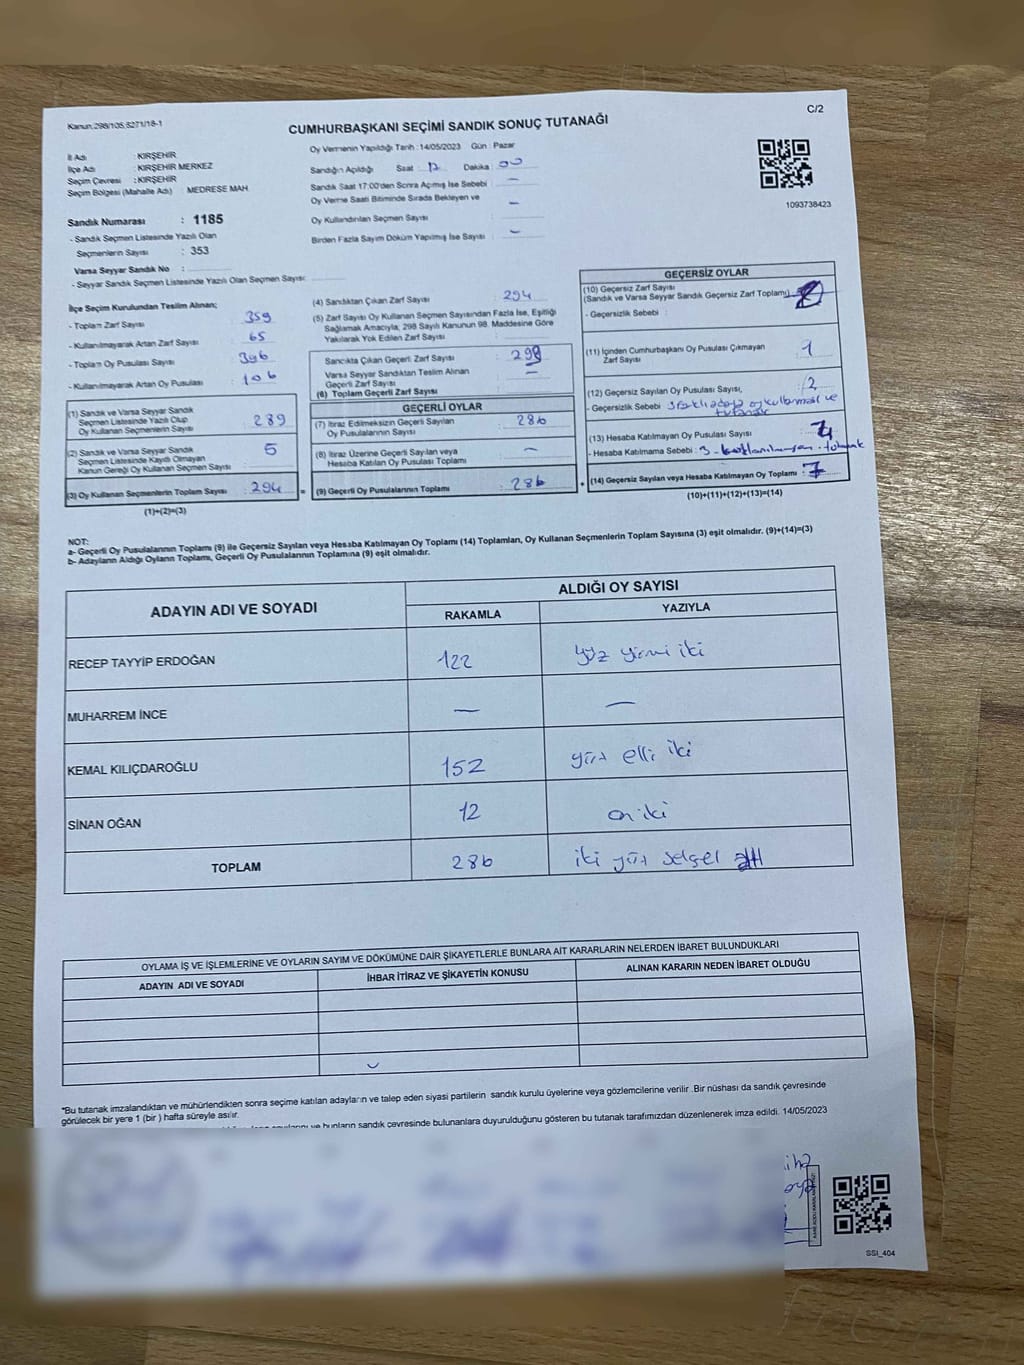 Kanun:298/105,6271/18-1
C/2
CUMHURBAŞKANI SEÇİMİ SANDIK SONUÇ TUTANAĞI
İl Adı : KIRŞEHİR
İlçe Adı : KIRŞEHİR MERKEZ
Seçim Çevresi : KIRŞEHİR
Seçim Bölgesi (Mahalle Adı) : MEDRESE MAH.
Sandık Numarası : 1185
- Sandık Seçmen Listesinde Yazılı Olan
Seçmenlerin Sayısı : 353
Varsa Seyyar Sandık No :
- Seyyar Sandık Seçmen Listesinde Yazılı Olan Seçmen Sayısı:
Oy Vermenin Yapıldığı Tarih : 14/05/2023 Gün : Pazar
Sandığın Açıldığı Saat Dakika 00
Sandık Saat 17:00'den Sonra Açmış İse Sebebi : —
Oy Verme Saati Bitiminde Sırada Bekleyen ve
Oy Kullandırılan Seçmen Sayısı : —
Birden Fazla Sayım Döküm Yapılmış İse Sayısı : —
1093738423
İlçe Seçim Kurulundan Teslim Alınan;
- Toplam Zarf Sayısı : 359
- Kullanılmayarak Artan Zarf Sayısı : 65
- Toplam Oy Pusulası Sayısı : 396
- Kullanılmayarak Artan Oy Pusulası : 106
(1) Sandık ve Varsa Seyyar Sandık
Seçmen Listesinde Yazılı Olup
Oy Kullanan Seçmenlerin Sayısı : 289
(2) Sandık ve Varsa Seyyar Sandık
Seçmen Listesinde Kayıtlı Olmayan
Kanun Gereği Oy Kullanan Seçmen Sayısı : 5
(3) Oy Kullanan Seçmenlerin Toplam Sayısı : 294
(1)+(2)=(3)
(4) Sandıktan Çıkan Zarf Sayısı : 294
(5) Zarf Sayısı Oy Kullanan Seçmen Sayısından Fazla İse, Eşitliği
Sağlamak Amacıyla, 298 Sayılı Kanunun 98. Maddesine Göre
Yakılarak Yok Edilen Zarf Sayısı :
Sandıkta Çıkan Geçerli Zarf Sayısı
Varsa Seyyar Sandıktan Teslim Alınan
Geçerli Zarf Sayısı : —
(6) Toplam Geçerli Zarf Sayısı
GEÇERLİ OYLAR
(7) İtiraz Edilmeksizin Geçerli Sayılan
Oy Pusulalarının Sayısı : 286
(8) İtiraz Üzerine Geçerli Sayılan veya
Hesaba Katılan Oy Pusulası Toplamı : —
= (9) Geçerli Oy Pusulalarının Toplamı : 286 +
GEÇERSİZ OYLAR
(10) Geçersiz Zarf Sayısı
(Sandık ve Varsa Seyyar Sandık Geçersiz Zarf Toplamı)
- Geçersizlik Sebebi :
(11) İçinden Cumhurbaşkanı Oy Pusulası Çıkmayan
Zarf Sayısı : 1
(12) Geçersiz Sayılan Oy Pusulası Sayısı, : 2
- Geçersizlik Sebebi
(13) Hesaba Katılmayan Oy Pusulası Sayısı
- Hesaba Katılmama Sebebi :
(14) Geçersiz Sayılan veya Hesaba Katılmayan Oy Toplamı : 7
(10)+(11)+(12)+(13)=(14)
NOT:
a- Geçerli Oy Pusulalarının Toplamı (9) ile Geçersiz Sayılan veya Hesaba Katılmayan Oy Toplamı (14) Toplamları, Oy Kullanan Seçmenlerin Toplam Sayısına (3) eşit olmalıdır. (9)+(14)=(3)
b- Adayların Aldığı Oyların Toplamı, Geçerli Oy Pusulalarının Toplamına (9) eşit olmalıdır.
ADAYIN ADI VE SOYADI ALDIĞI OY SAYISI
RAKAMLA YAZIYLA
RECEP TAYYİP ERDOĞAN 122 yüz yirmi iki
MUHARREM İNCE — —
KEMAL KILIÇDAROĞLU 152 yüz elli iki
SİNAN OĞAN 12 on iki
TOPLAM 286 iki yüz seksen altı
OYLAMA İŞ VE İŞLEMLERİNE VE OYLARIN SAYIM VE DÖKÜMÜNE DAİR ŞİKAYETLERLE BUNLARA AİT KARARLARIN NELERDEN İBARET BULUNDUKLARI
ADAYIN ADI VE SOYADI İHBAR İTİRAZ VE ŞİKAYETİN KONUSU ALINAN KARARIN NEDEN İBARET OLDUĞU
*Bu tutanak imzalandıktan ve mühürlendikten sonra seçime katılan adayların ve talep eden siyasi partilerin sandık kurulu üyelerine veya gözlemcilerine verilir .Bir nüshası da sandık çevresinde
görülecek bir yere 1 (bir ) hafta süreyle asılır.
ve bunların sandık çevresinde bulunanlara duyurulduğunu gösteren bu tutanak tarafımızdan düzenlenerek imza edildi. 14/05/2023
SSI_404